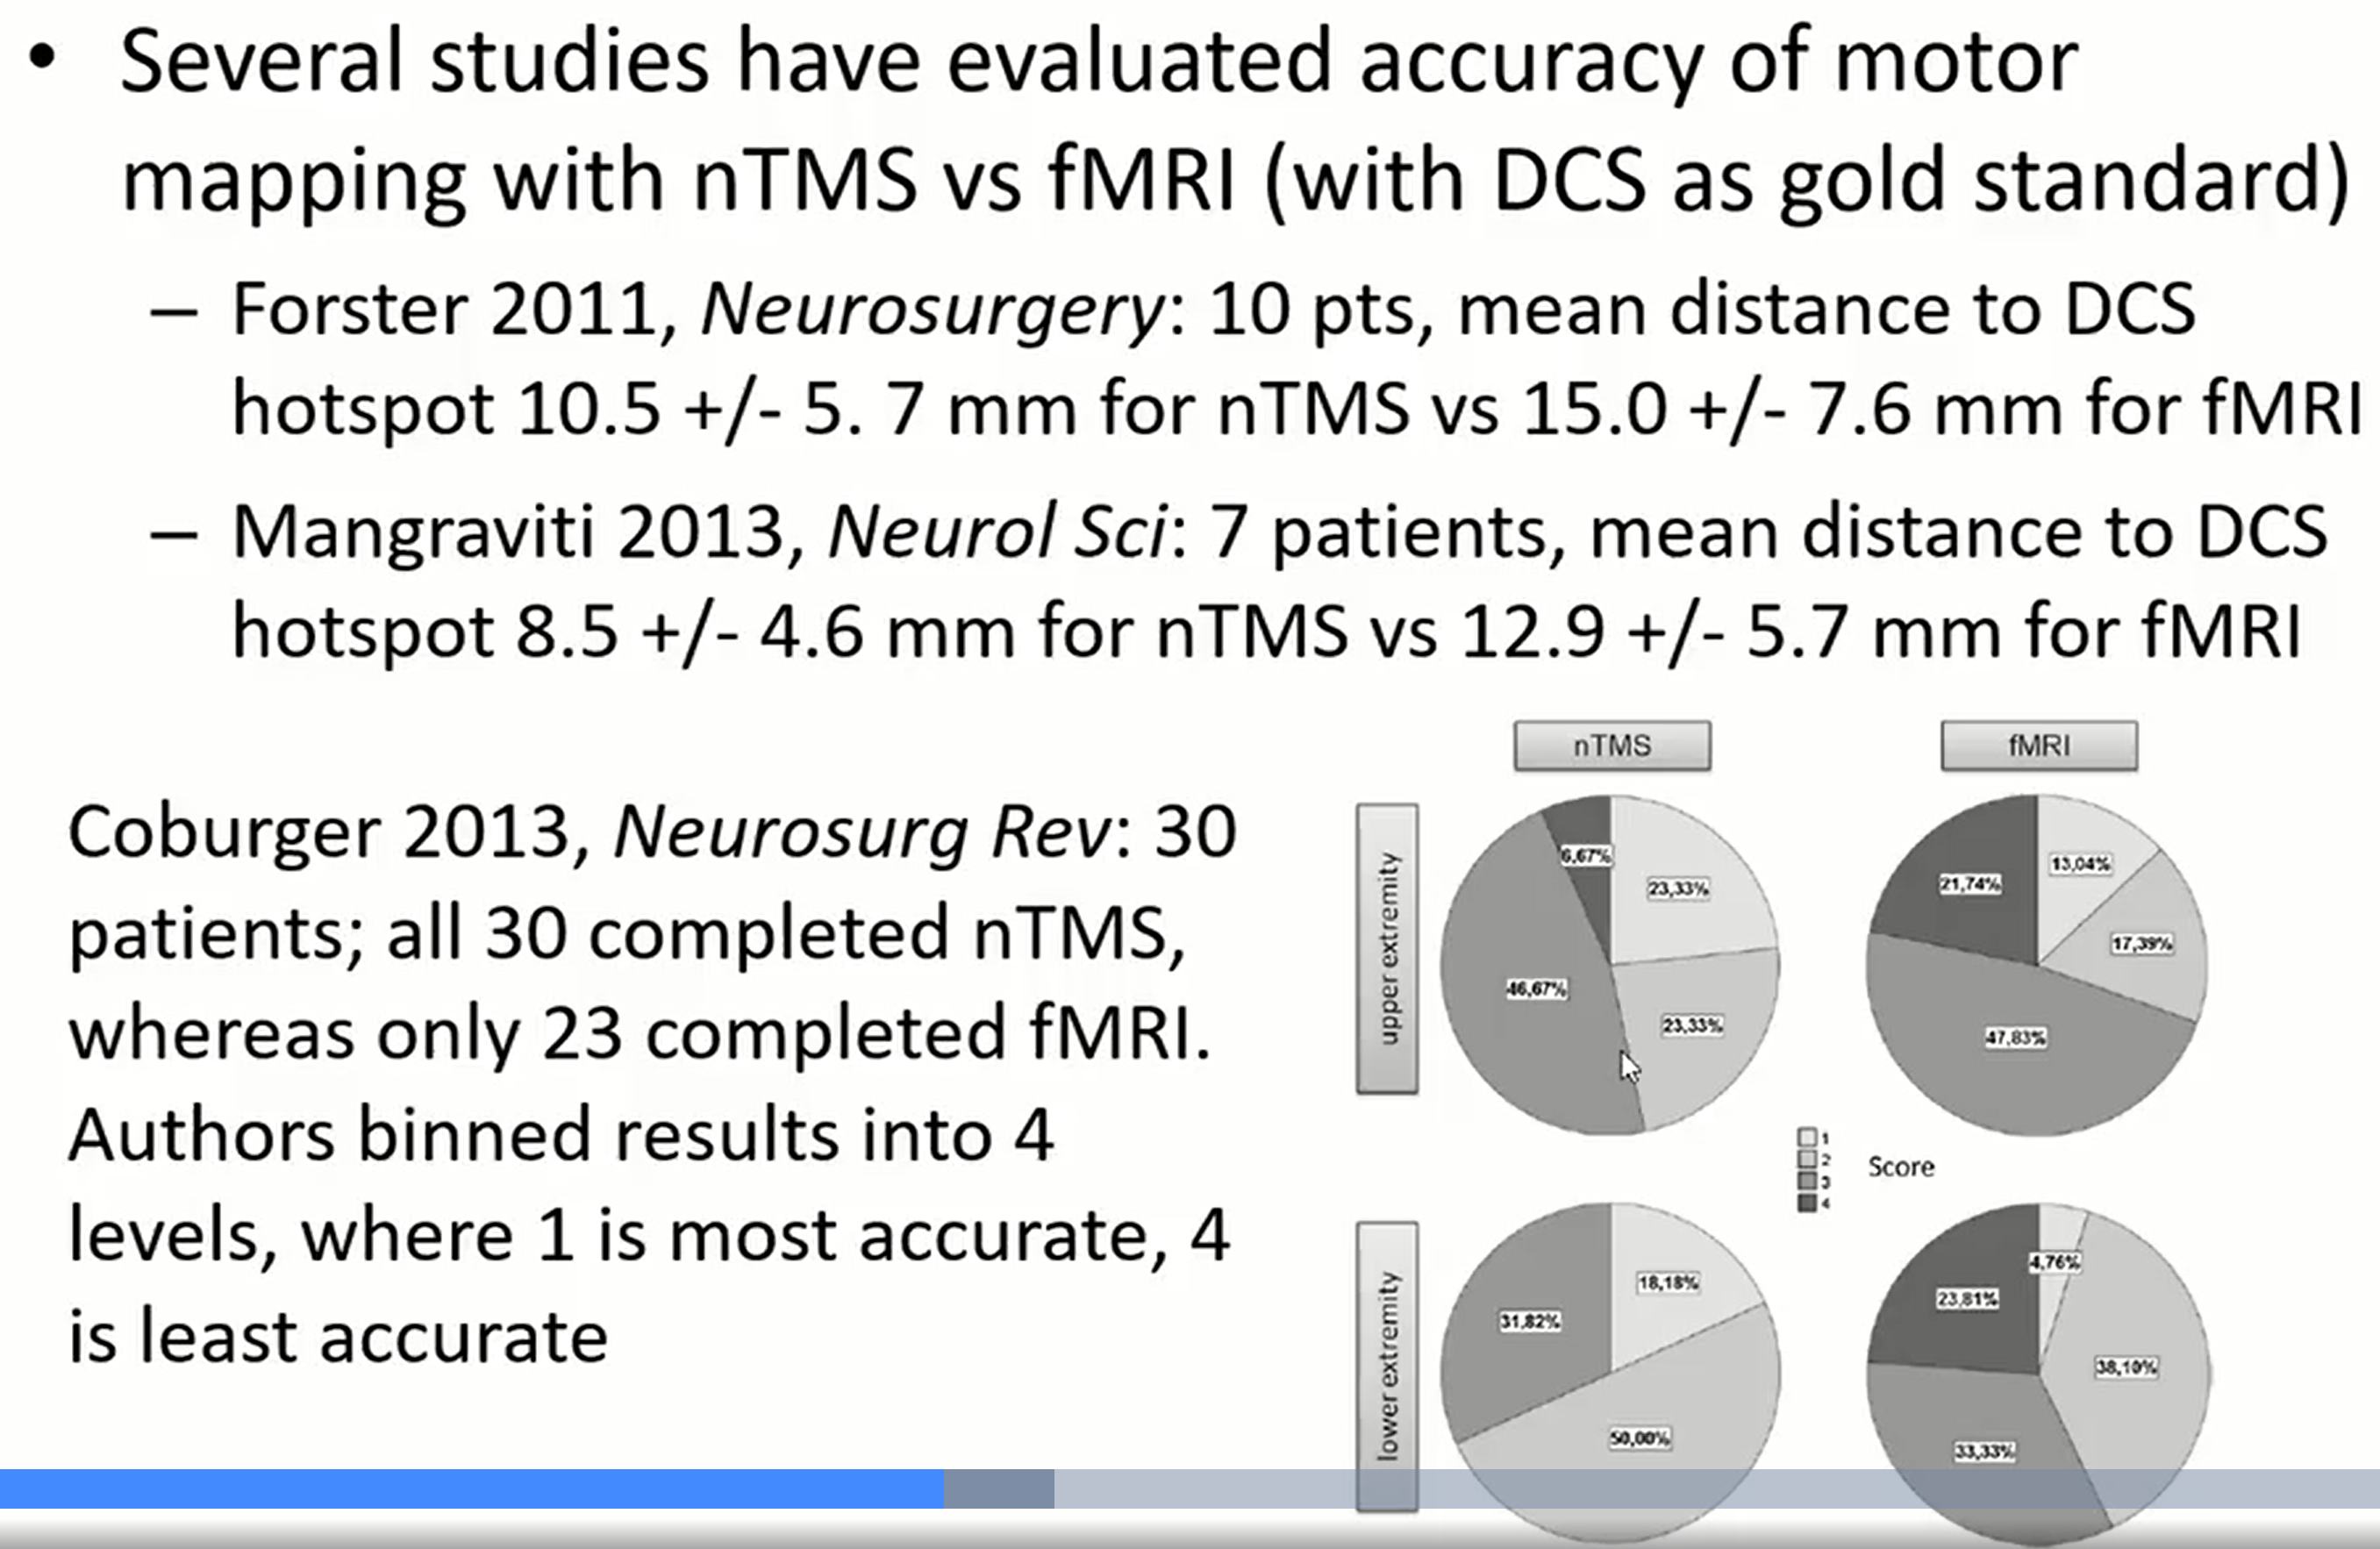 • Several studies have evaluated accuracy of motor
mapping with nTMS vs fMRI (with DCS as gold standard)
– Forster 2011, Neurosurgery: 10 pts, mean distance to DCS
hotspot 10.5 +/- 5. 7 mm for nTMS vs 15.0 +/- 7.6 mm for fMRI
– Mangraviti 2013, Neurol Sci: 7 patients, mean distance to DCS
hotspot 8.5 +/- 4.6 mm for nTMS vs 12.9 +/- 5.7 mm for fMRI
Coburger 2013, Neurosurg Rev: 30
patients; all 30 completed nTMS,
whereas only 23 completed fMRI.
Authors binned results into 4
levels, where 1 is most accurate, 4
is least accurate
nTMS
fMRI
upper extremity
6,67%
23,33%
46,67%
23,33%
13,04%
21,74%
17,39%
47,83%
1
2
3
4
Score
lower extremity
18,18%
31,82%
50,00%
4,76%
23,81%
38,10%
33,33%